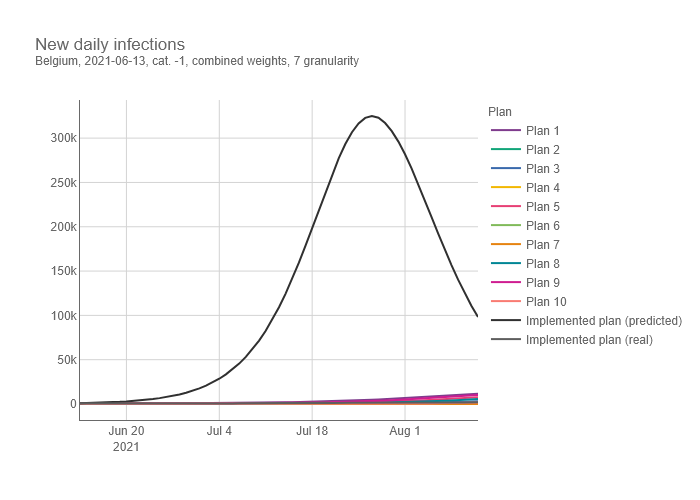 New daily infections
Belgium, 2021-06-13, cat. -1, combined weights, 7 granularity
300k
250k
200k
150k
100k
50k
0
Jun 20
2021
Jul 4
Jul 18
Aug 1
Plan
Plan 1
Plan 2
Plan 3
Plan 4
Plan 5
Plan 6
Plan 7
Plan 8
Plan 9
Plan 10
Implemented plan (predicted)
Implemented plan (real)